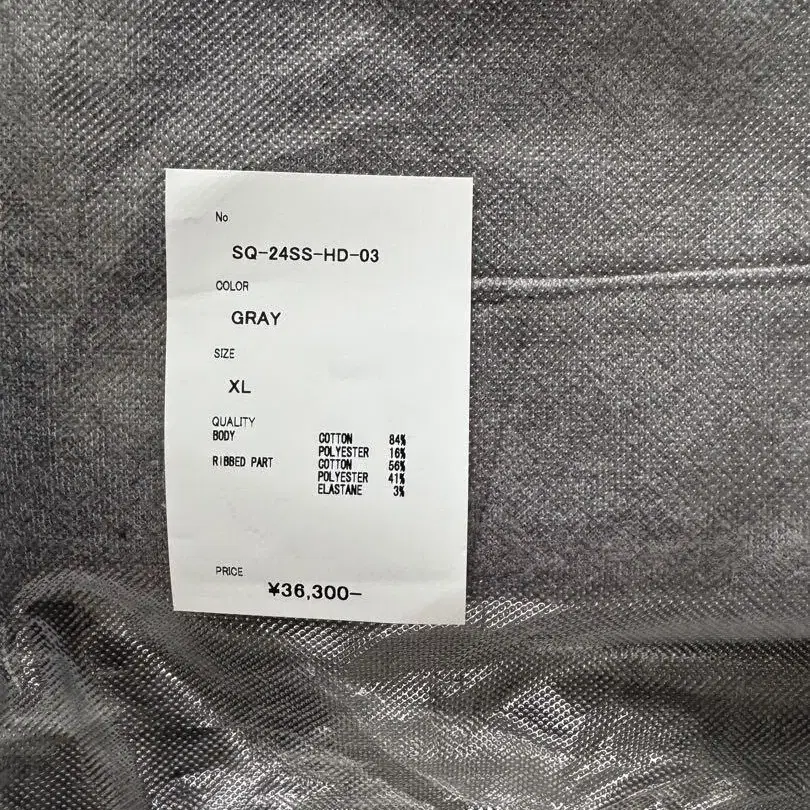 No
SQ-24SS-HD-03
COLOR
GRAY
SIZE
XL
QUALITY
BODY COTTON 84%
POLYESTER 16%
RIBBED PART COTTON 56%
POLYESTER 41%
ELASTANE 3%
PRICE
¥36,300−